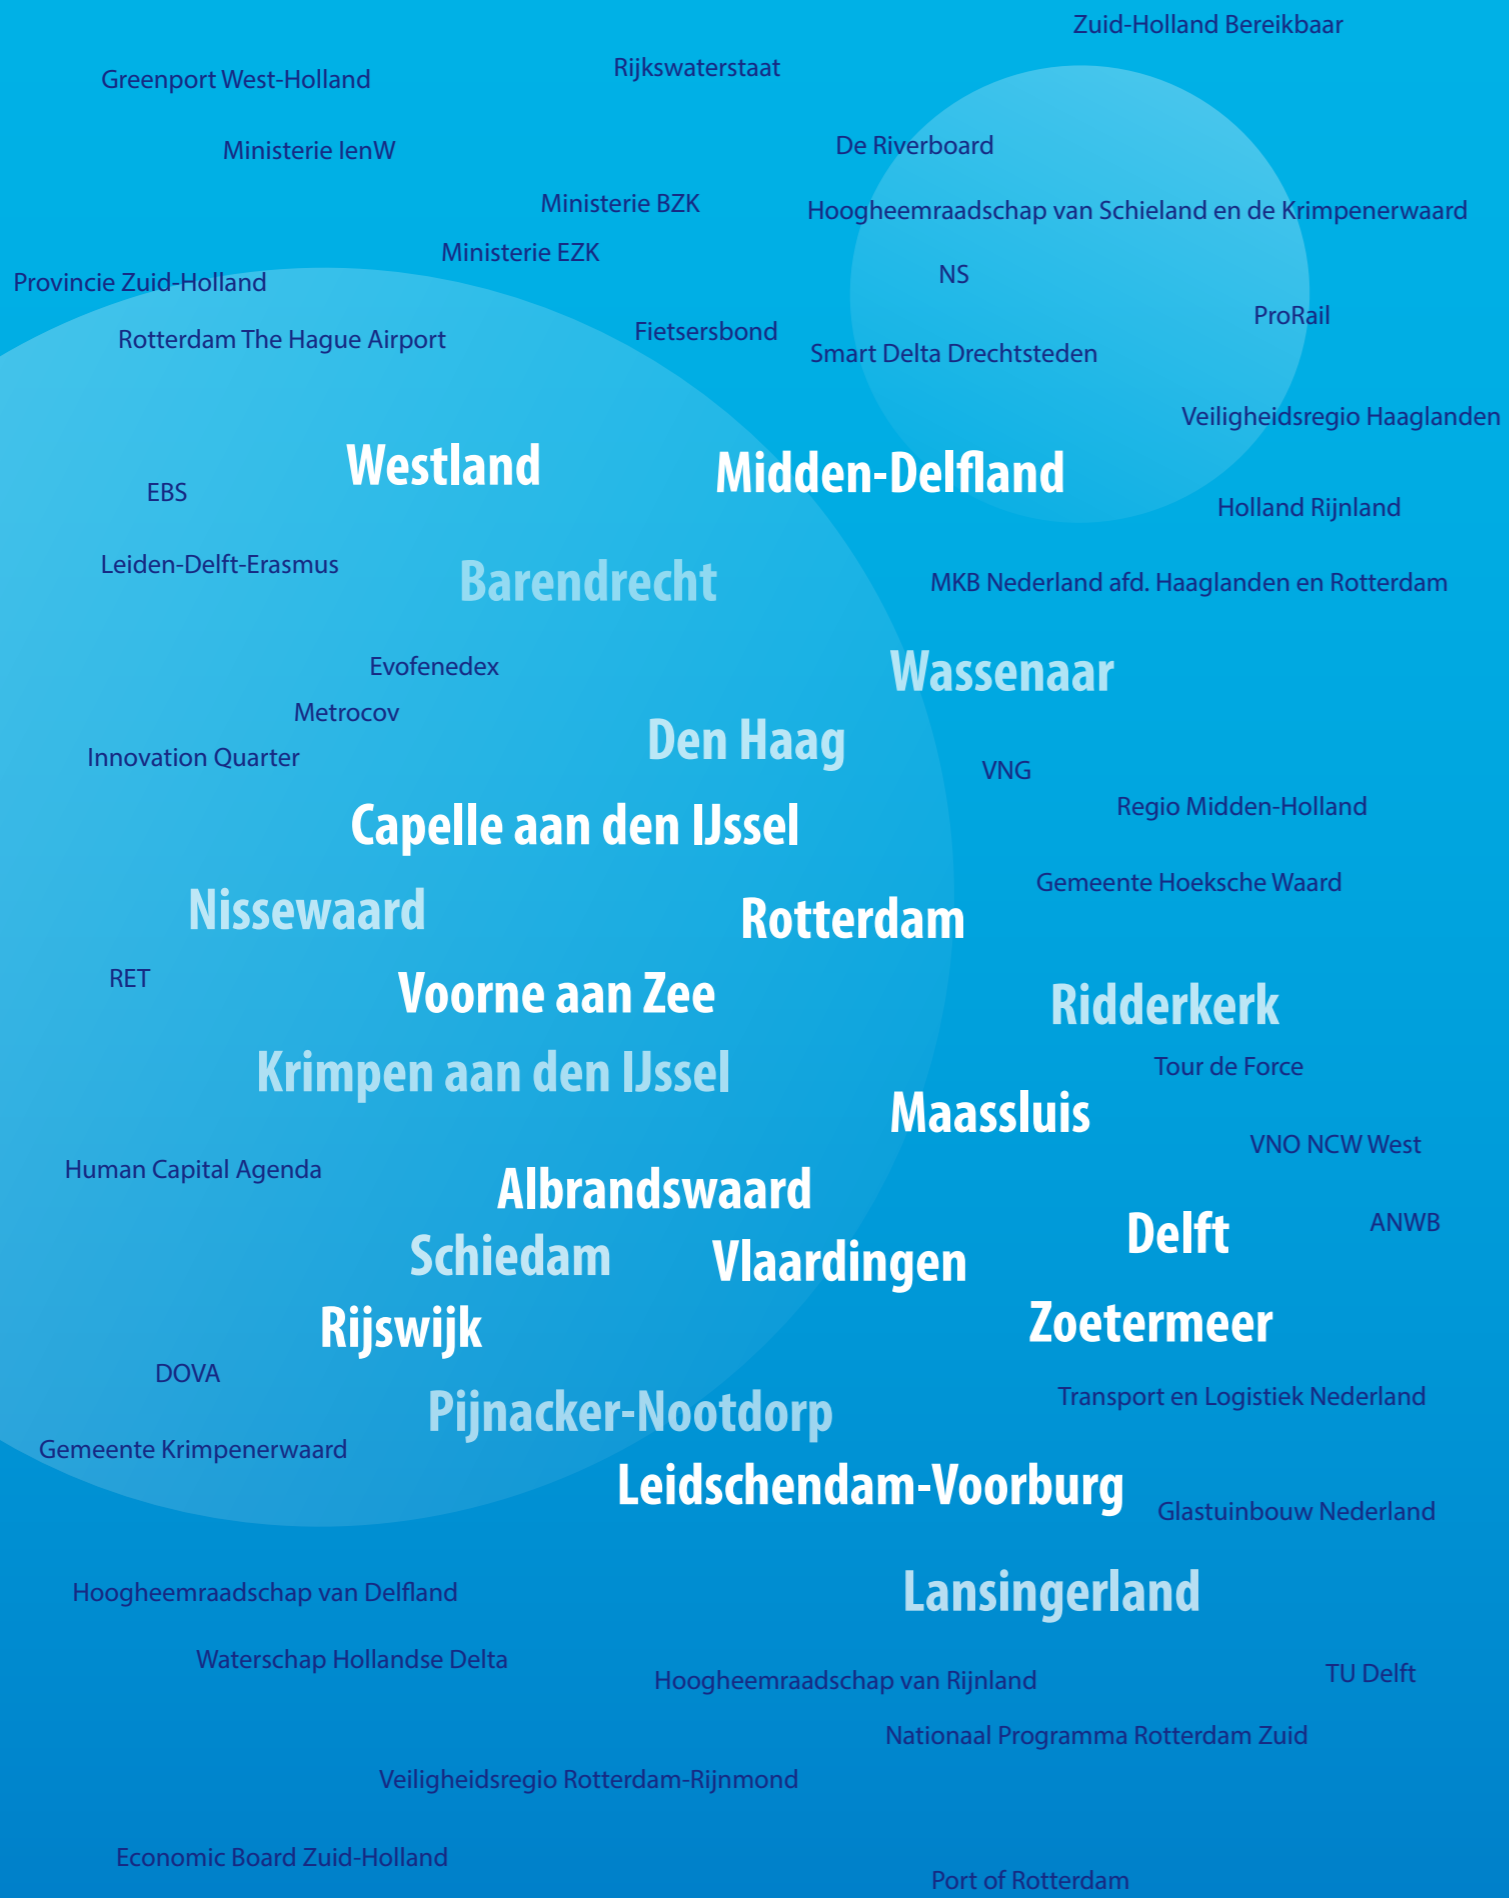 Zuid-Holland Bereikbaar
Rijkswaterstaat
Greenport West-Holland
De Riverboard
Ministerie IenW
Ministerie BZK
Hoogheemraadschap van Schieland en de Krimpenerwaard
Ministerie EZK
NS
Provincie Zuid-Holland
ProRail
Fietsersbond
Rotterdam The Hague Airport
Smart Delta Drechtsteden
Veiligheidsregio Haaglanden
Westland
Midden-Delfland
EBS
Holland Rijnland
Leiden-Delft-Erasmus
Barendrecht
MKB Nederland afd. Haaglanden en Rotterdam
Evofenedex
Wassenaar
Metrocov
Den Haag
Innovation Quarter
VNG
Regio Midden-Holland
Capelle aan den IJssel
Gemeente Hoeksche Waard
Nissewaard
Rotterdam
RET
Voorne aan Zee
Ridderkerk
Tour de Force
Krimpen aan den IJssel
Maassluis
VNO NCW West
Human Capital Agenda
Albrandswaard
ANWB
Delft
Schiedam
Vlaardingen
Zoetermeer
Rijswijk
DOVA
Transport en Logistiek Nederland
Pijnacker-Nootdorp
Gemeente Krimpenerwaard
Leidschendam-Voorburg
Glastuinbouw Nederland
Hoogheemraadschap van Delfland
Lansingerland
Waterschap Hollandse Delta
TU Delft
Hoogheemraadschap van Rijnland
Nationaal Programma Rotterdam Zuid
Veiligheidsregio Rotterdam-Rijnmond
Economic Board Zuid-Holland
Port of Rotterdam